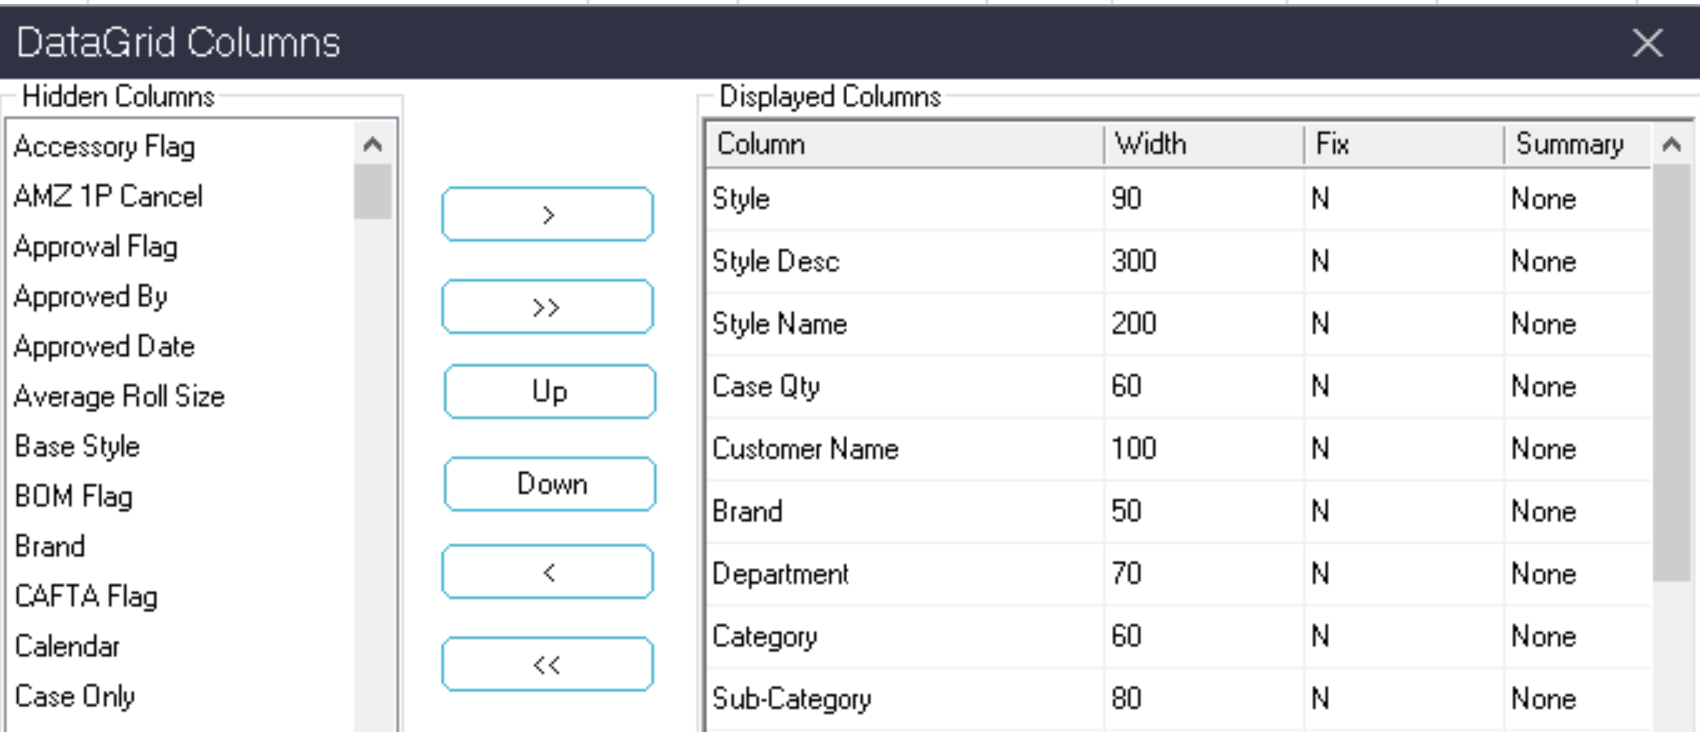 DataGrid Columns
Hidden Columns
Accessory Flag
AMZ 1P Cancel
Approval Flag
Approved By
Approved Date
Average Roll Size
Base Style
BOM Flag
Brand
CAFTA Flag
Calendar
Case Only
>
>>
Up
Down
<
<<
Displayed Columns
Column Width Fix Summary
Style 90 N None
Style Desc 300 N None
Style Name 200 N None
Case Qty 60 N None
Customer Name 100 N None
Brand 50 N None
Department 70 N None
Category 60 N None
Sub-Category 80 N None